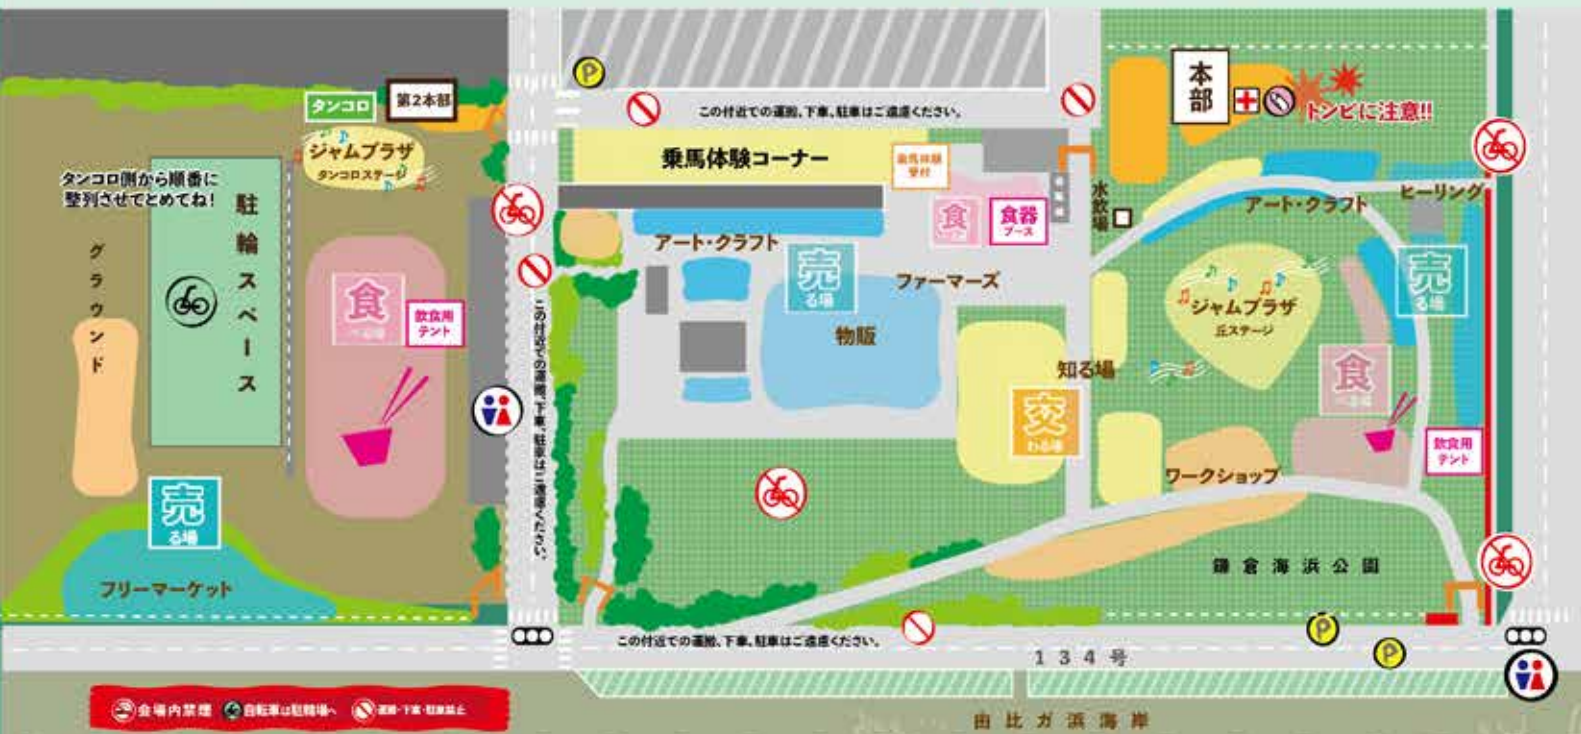 P
この付近での運搬、下車、駐車はご遠慮ください。
本部
トンビに注意!!
タンコロ
第2本部
ジャムプラザ
タンコロステージ
タンコロ側から順番に
整列させてとめてね!
駐輪スペース
グラウンド
食
べる場
飲食用
テント
売
る場
フリーマーケット
乗馬体験コーナー
乗馬体験
受付
食
食器
ブース
水飲場
アート・クラフト
売
る場
ファーマーズ
物販
この付近での運搬、下車、駐車はご遠慮ください。
アート・クラフト
ヒーリング
売
る場
ジャムプラザ
丘ステージ
知る場
交
わる場
食
べる場
飲食用
テント
ワークショップ
鎌倉海浜公園
この付近での運搬、下車、駐車はご遠慮ください。
P
P
134号
由比ガ浜海岸
会場内禁煙 自転車は駐輪場へ 運搬・下車・駐車禁止